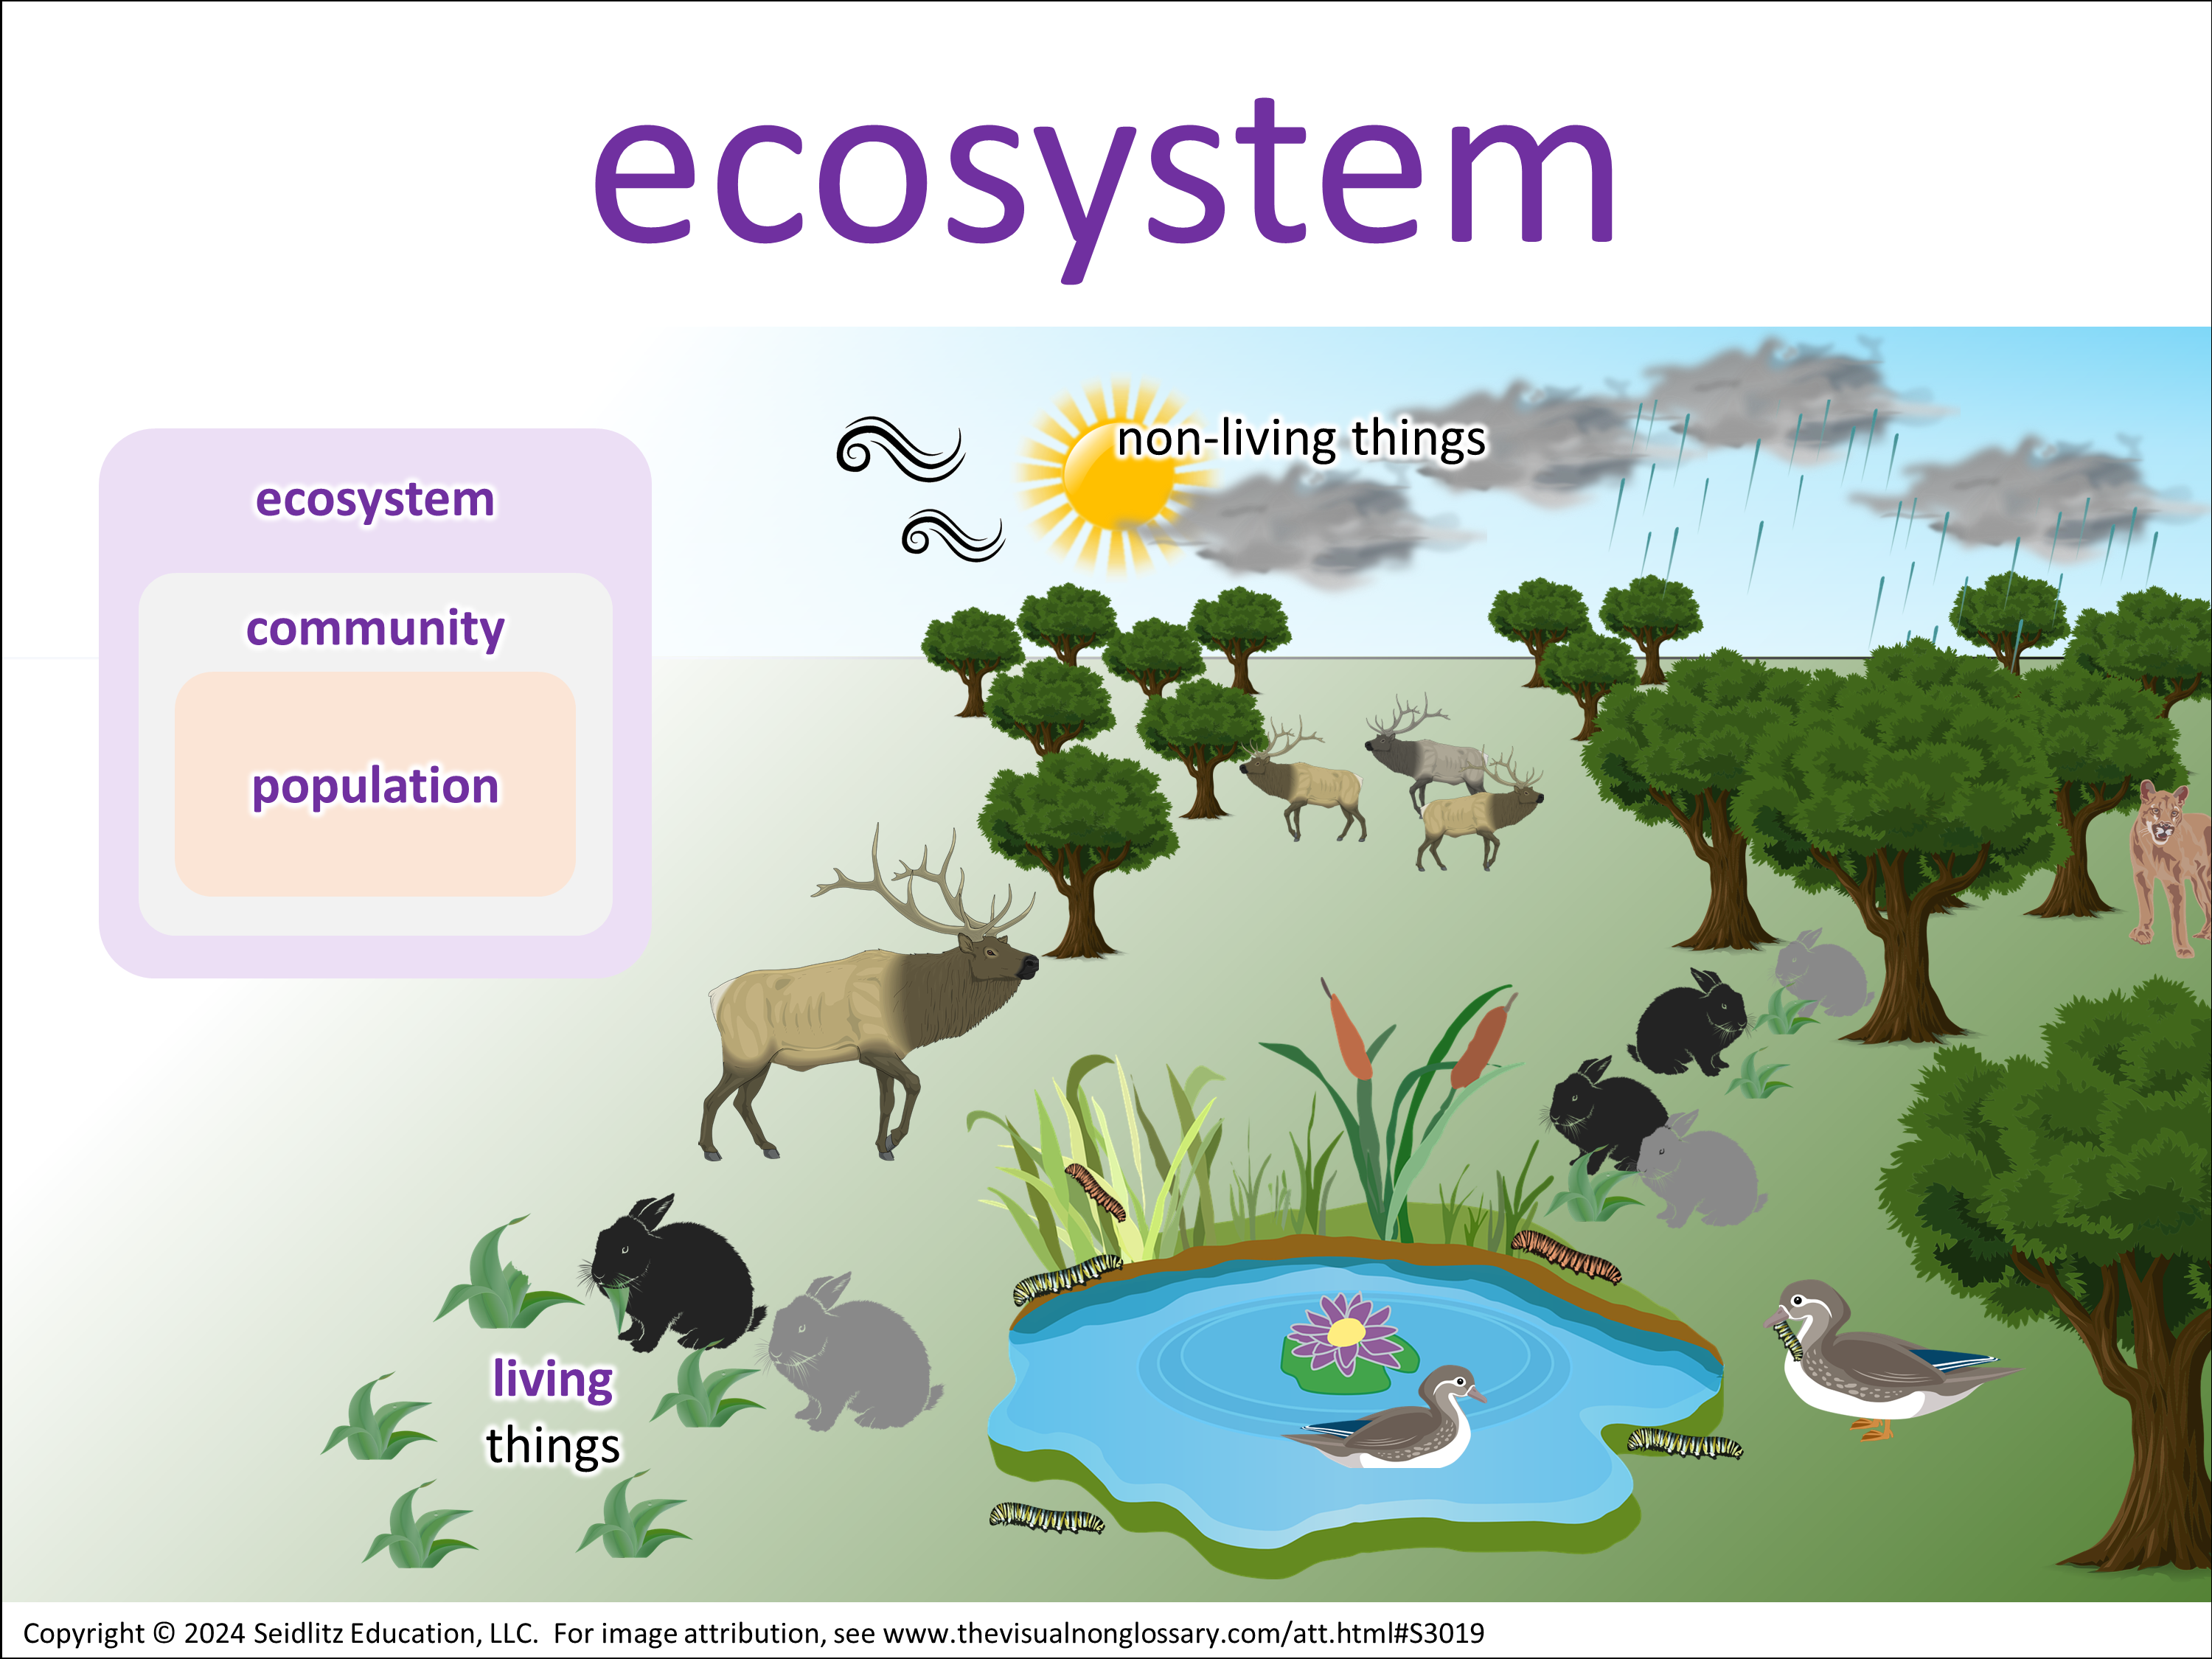 ecosystem
ecosystem
community
population
non-living things
living
things
Copyright © 2024 Seidlitz Education, LLC.  For image attribution, see www.thevisualnonglossary.com/att.html#S3019